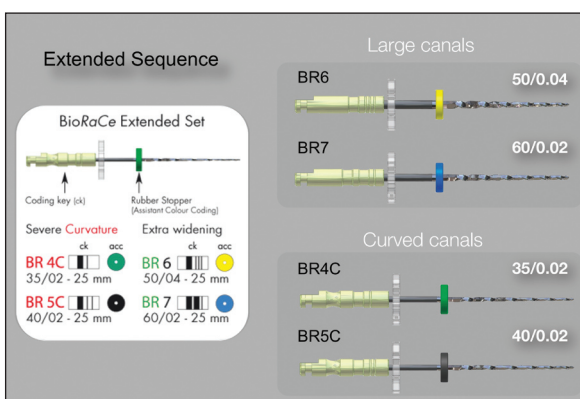 Extended Sequence
BioRaCe Extended Set
Coding key (ck)
Rubber Stopper
(Assistant Colour Coding)
Severe Curvature
Extra widening
ck acc
ck acc
BR 4C
35/02 - 25 mm
BR 6
50/04 - 25 mm
BR 5C
40/02 - 25 mm
BR 7
60/02 - 25 mm
Large canals
BR6 50/0.04
BR7 60/0.02
Curved canals
BR4C 35/0.02
BR5C 40/0.02